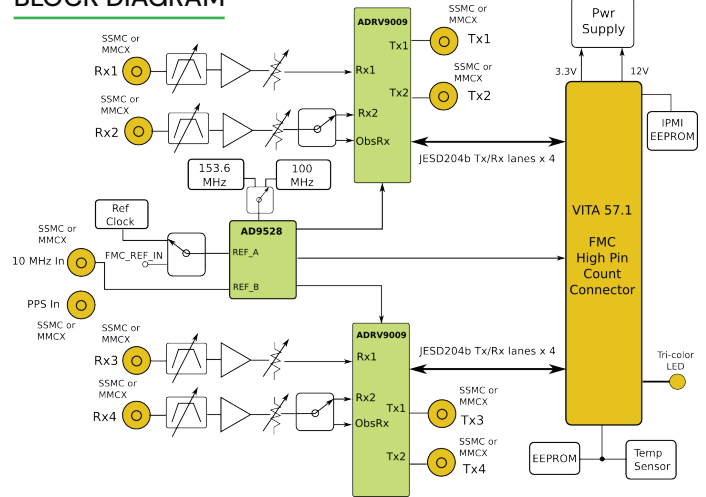 BLOCK DIAGRAM
SSMC or
MMCX
Rx1
SSMC or
MMCX
Rx2
ADRV9009
Tx1
Rx1
Tx2
Rx2
ObsRx
SSMC or
MMCX
Tx1
SSMC or
MMCX
Tx2
JESD204b Tx/Rx lanes x 4
Pwr
Supply
3.3V
12V
IPMI
EEPROM
153.6
MHz
100
MHz
Ref
Clock
FMC_REF_IN
AD9528
REF_A
REF_B
SSMC or
MMCX
10 MHz In
PPS In
SSMC or
MMCX
VITA 57.1
FMC
High Pin
Count
Connector
SSMC or
MMCX
Rx3
SSMC or
MMCX
Rx4
ADRV9009
Rx1
Rx2
Tx1
ObsRx
Tx2
JESD204b Tx/Rx lanes x 4
SSMC or
MMCX
Tx3
SSMC or
MMCX
Tx4
Tri-color
LED
EEPROM
Temp
Sensor